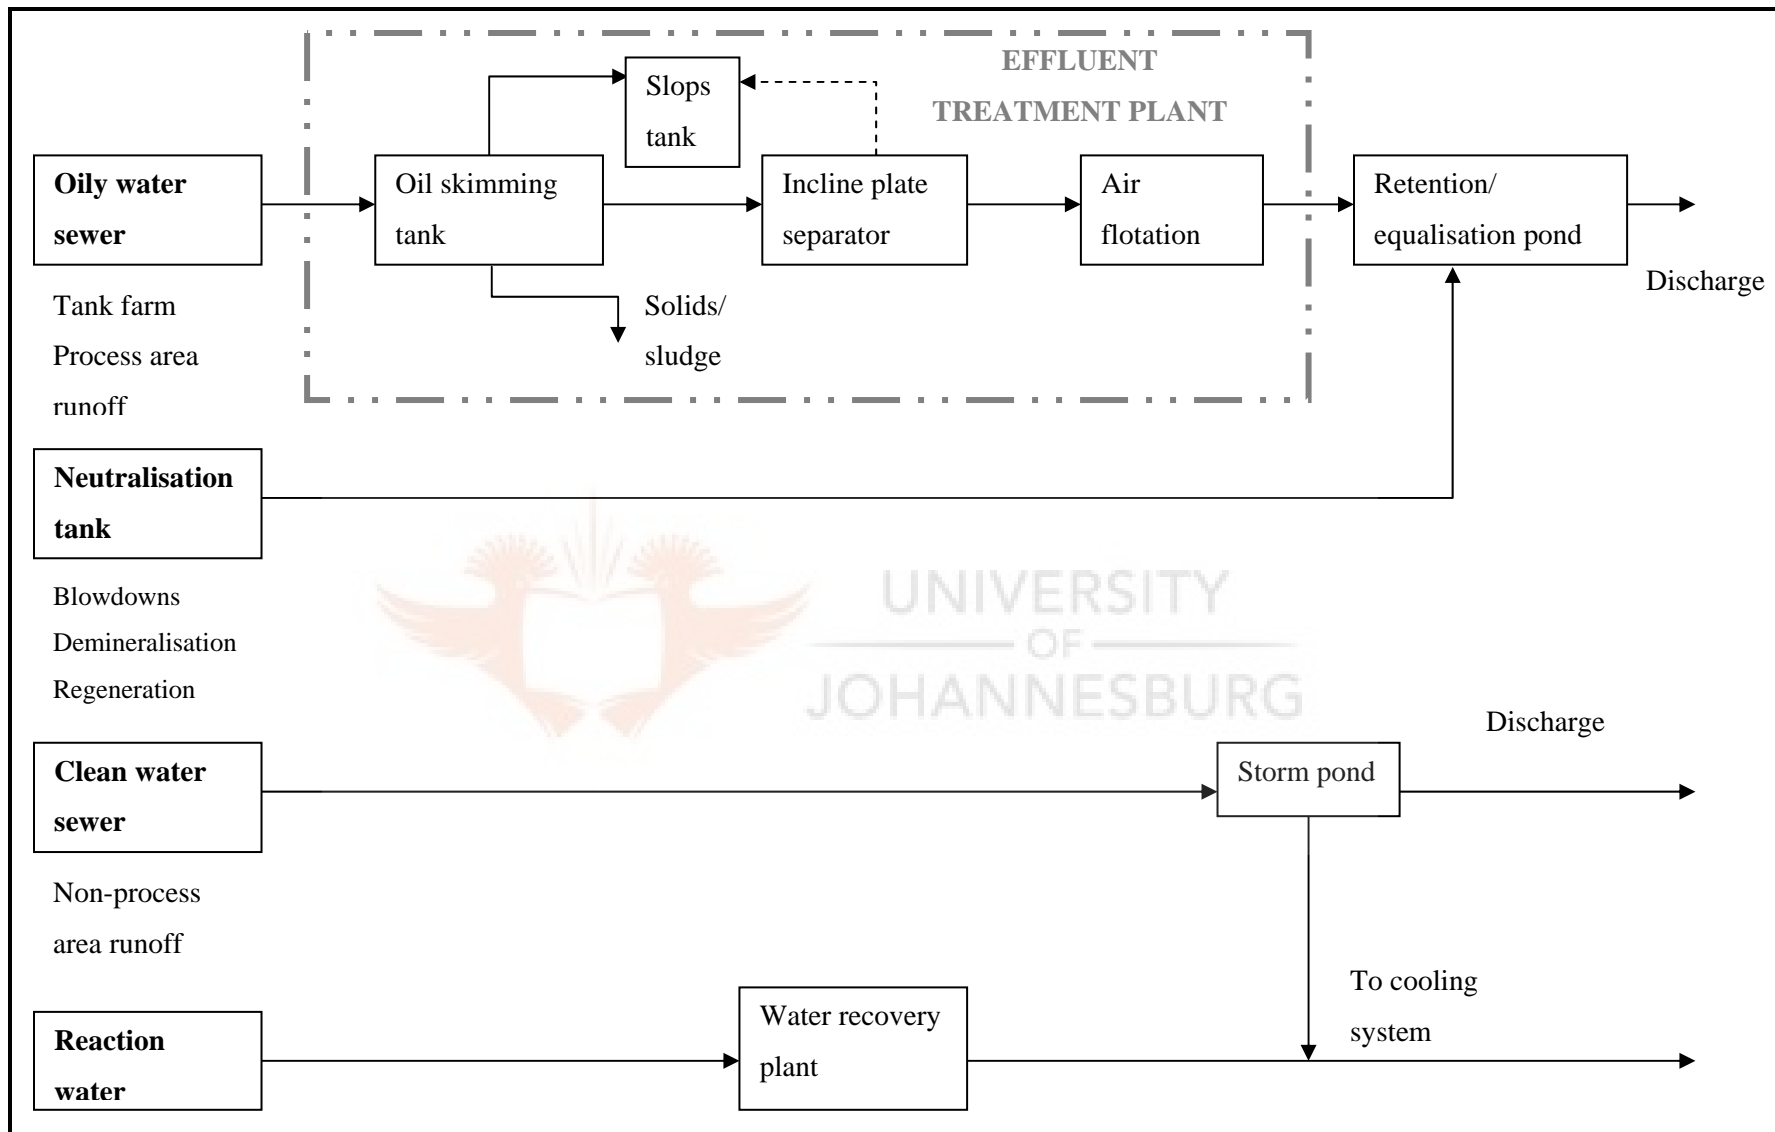 EFFLUENT
TREATMENT PLANT
Slops
tank
Oily water
sewer
Oil skimming
tank
Incline plate
separator
Air
flotation
Retention/
equalisation pond
Discharge
Tank farm
Process area
runoff
Solids/
sludge
Neutralisation
tank
Blowdowns
Demineralisation
Regeneration
UNIVERSITY
OF
JOHANNESBURG
Discharge
Clean water
sewer
Storm pond
Non-process
area runoff
To cooling
system
Reaction
water
Water recovery
plant